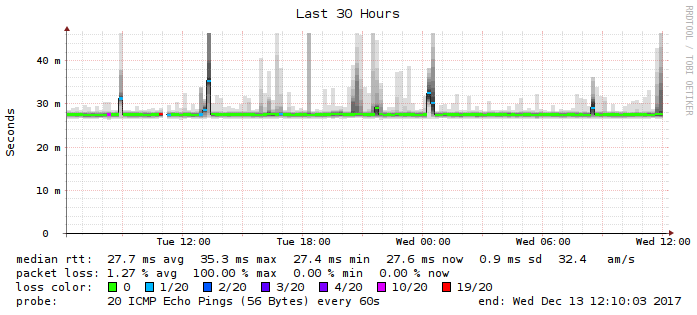 Last 30 Hours
RRDTOOL / TOBI OETIKER
Seconds
40 m
30 m
20 m
10 m
0
Tue 12:00 Tue 18:00 Wed 00:00 Wed 06:00 Wed 12:00
median rtt: 27.7 ms avg 35.3 ms max 27.4 ms min 27.6 ms now 0.9 ms sd 32.4 am/s
packet loss: 1.27 % avg 100.00 % max 0.00 % min 0.00 % now
loss color: 0 1/20 2/20 3/20 4/20 10/20 19/20
probe: 20 ICMP Echo Pings (56 Bytes) every 60s end: Wed Dec 13 12:10:03 2017